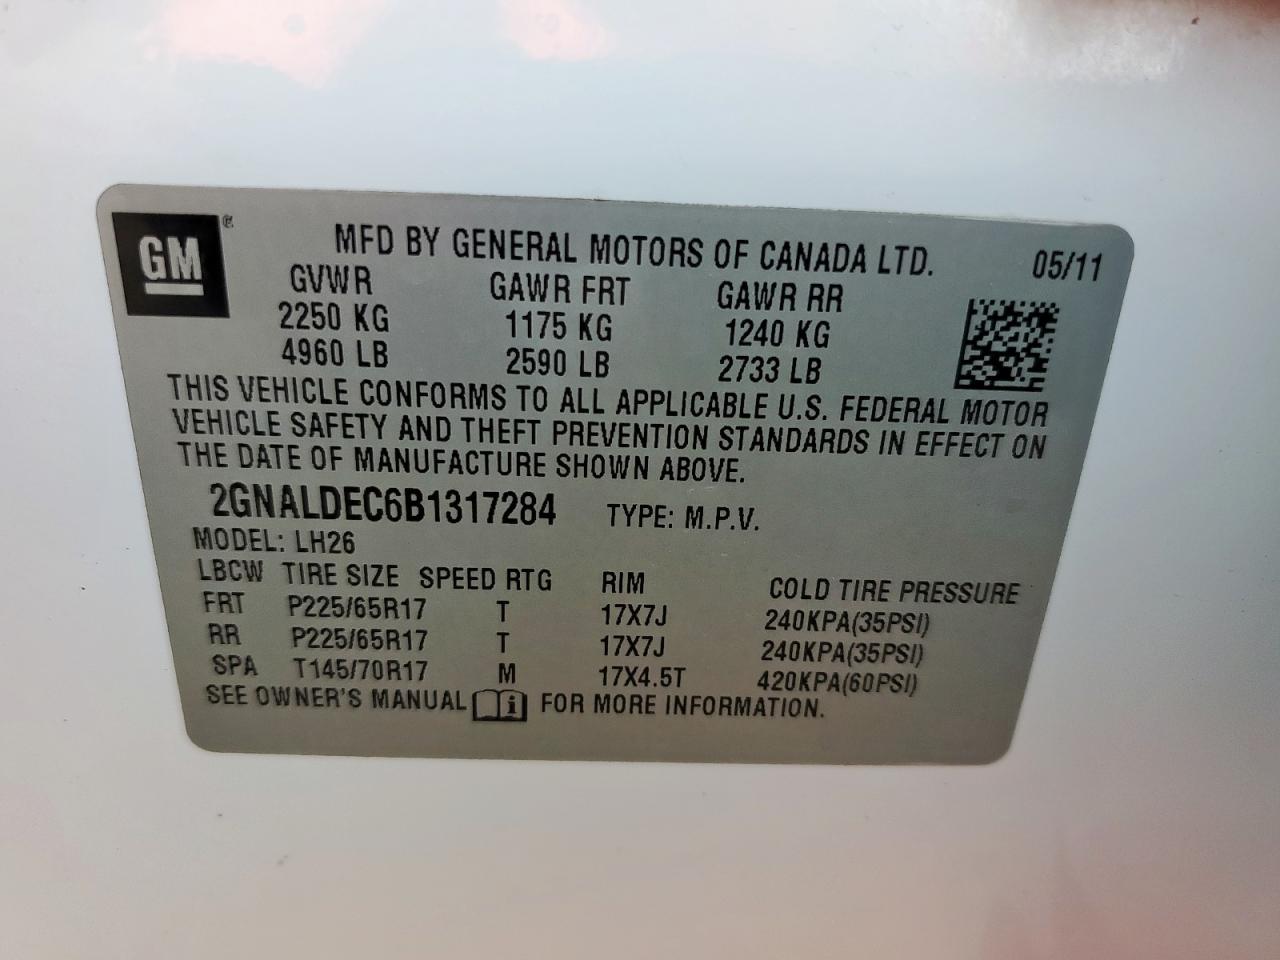 GM
MFD BY GENERAL MOTORS OF CANADA LTD. 05/11
GVWR GAWR FRT GAWR RR
2250 KG 1175 KG 1240 KG
4960 LB 2590 LB 2733 LB
THIS VEHICLE CONFORMS TO ALL APPLICABLE U.S. FEDERAL MOTOR
VEHICLE SAFETY AND THEFT PREVENTION STANDARDS IN EFFECT ON
THE DATE OF MANUFACTURE SHOWN ABOVE.
2GNALDEC6B1317284 TYPE: M.P.V.
MODEL: LH26
LBCW TIRE SIZE SPEED RTG RIM COLD TIRE PRESSURE
FRT P225/65R17 T 17X7J 240KPA(35PSI)
RR P225/65R17 T 17X7J 240KPA(35PSI)
SPA T145/70R17 M 17X4.5T 420KPA(60PSI)
SEE OWNER'S MANUAL i FOR MORE INFORMATION.